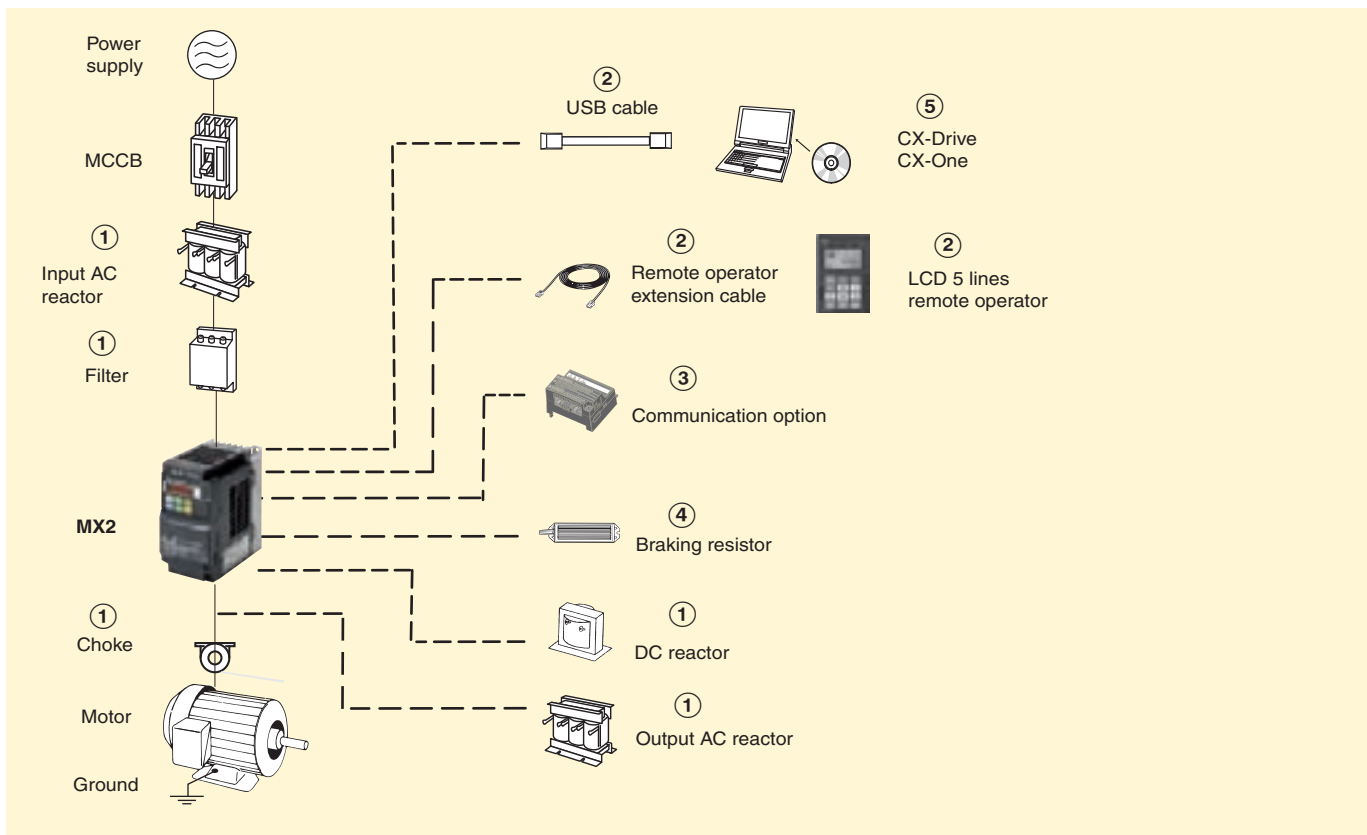 Power
supply
MCCB
1
Input AC
reactor
1
Filter
MX2
1
Choke
Motor
Ground
2
USB cable
5
CX-Drive
CX-One
2
Remote operator
extension cable
2
LCD 5 lines
remote operator
3
Communication option
4
Braking resistor
1
DC reactor
1
Output AC reactor